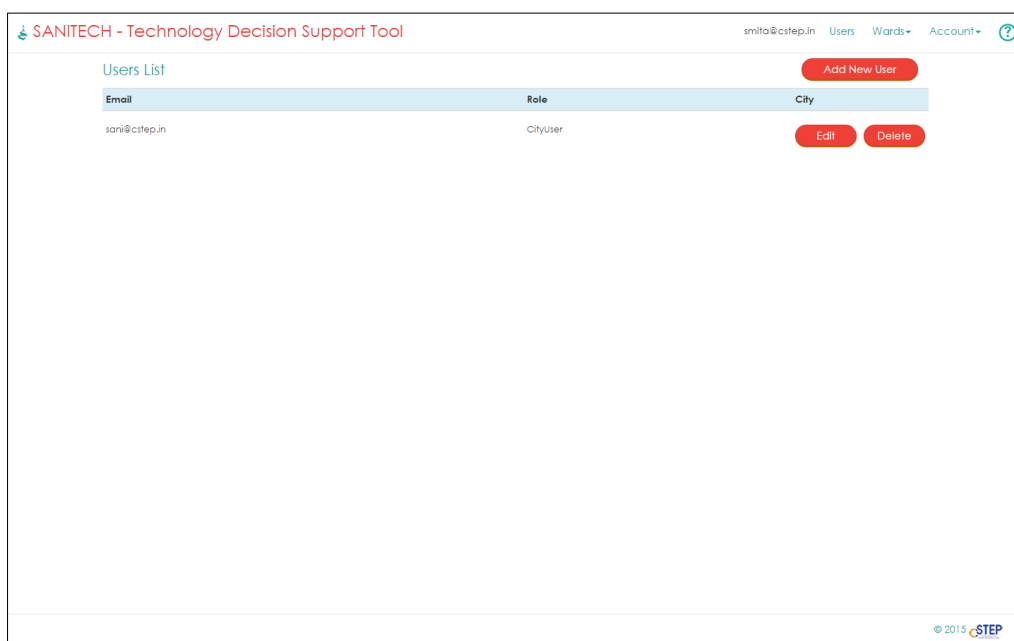 SANITECH - Technology Decision Support Tool smita@cstep.in Users Wards Account ?
Users List Add New User
Email Role City
sani@cstep.in CityUser Edit Delete
© 2015 cSTEP